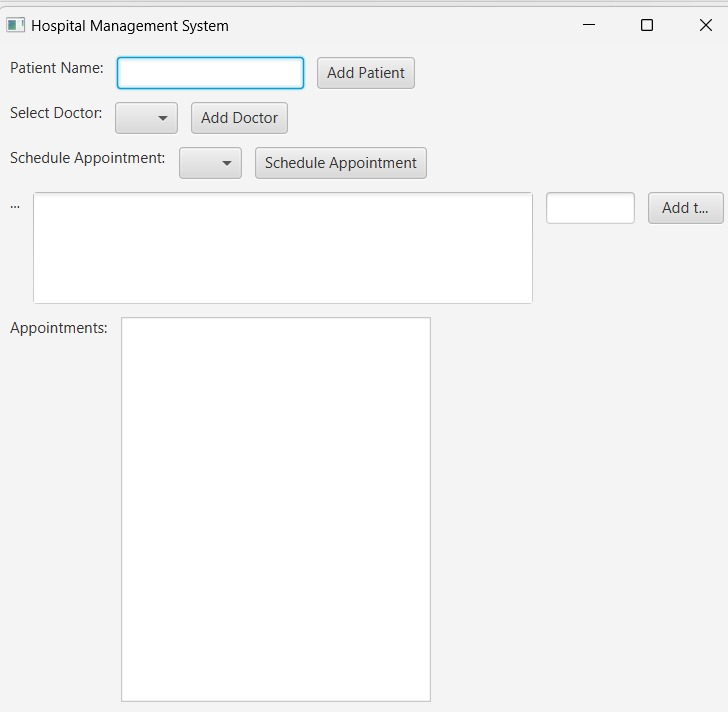 Hospital Management System
Patient Name: Add Patient
Select Doctor: Add Doctor
Schedule Appointment: Schedule Appointment
... Add t...
Appointments: